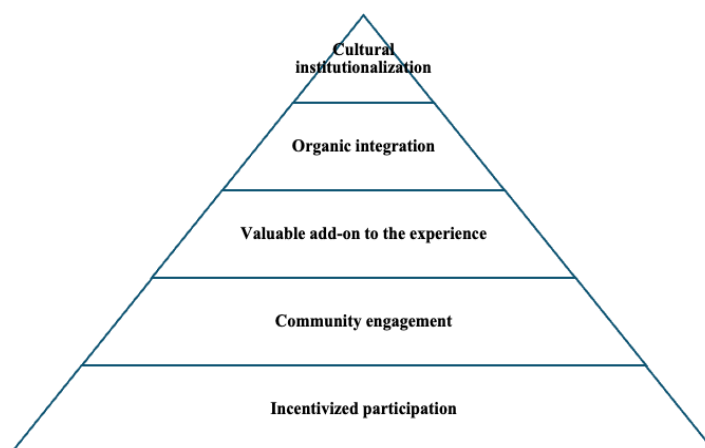 Cultural
institutionalization
Organic integration
Valuable add-on to the experience
Community engagement
Incentivized participation